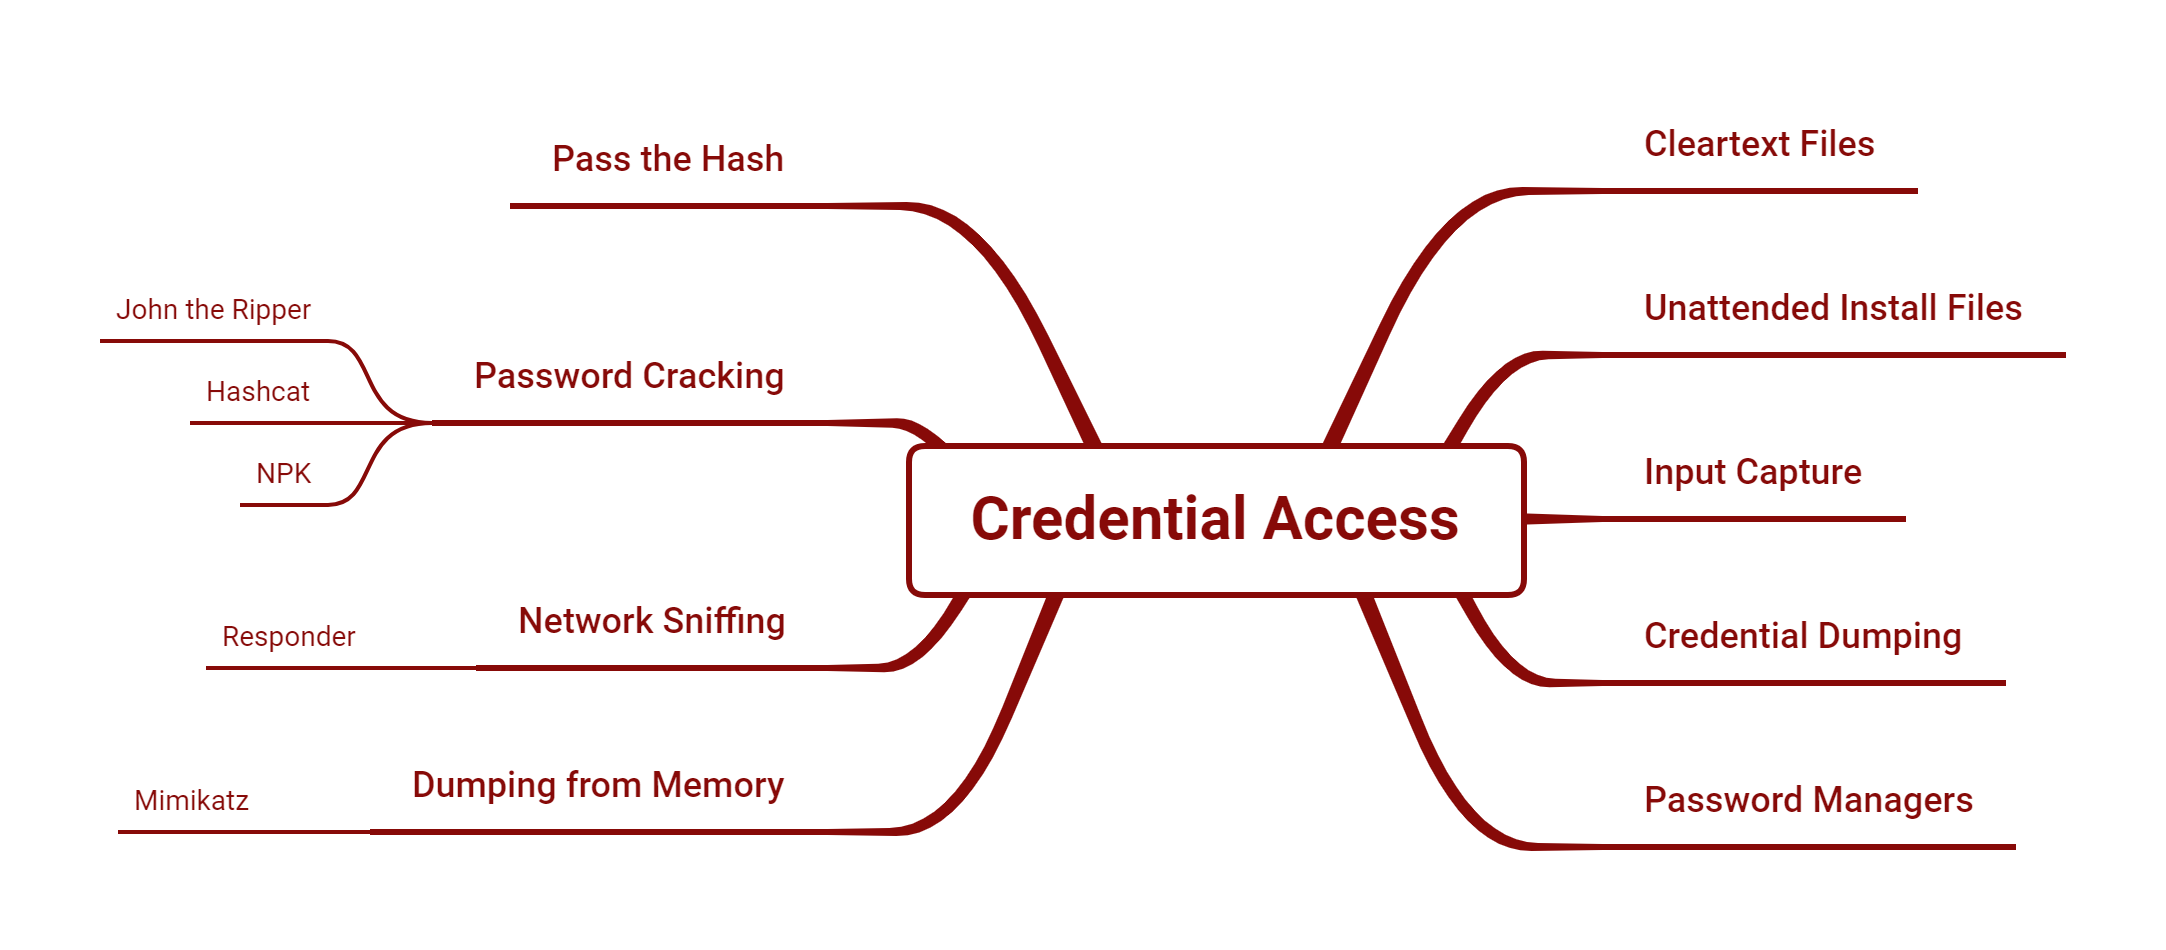 Credential Access
Pass the Hash
Password Cracking
John the Ripper
Hashcat
NPK
Network Sniffing
Responder
Dumping from Memory
Mimikatz
Cleartext Files
Unattended Install Files
Input Capture
Credential Dumping
Password Managers